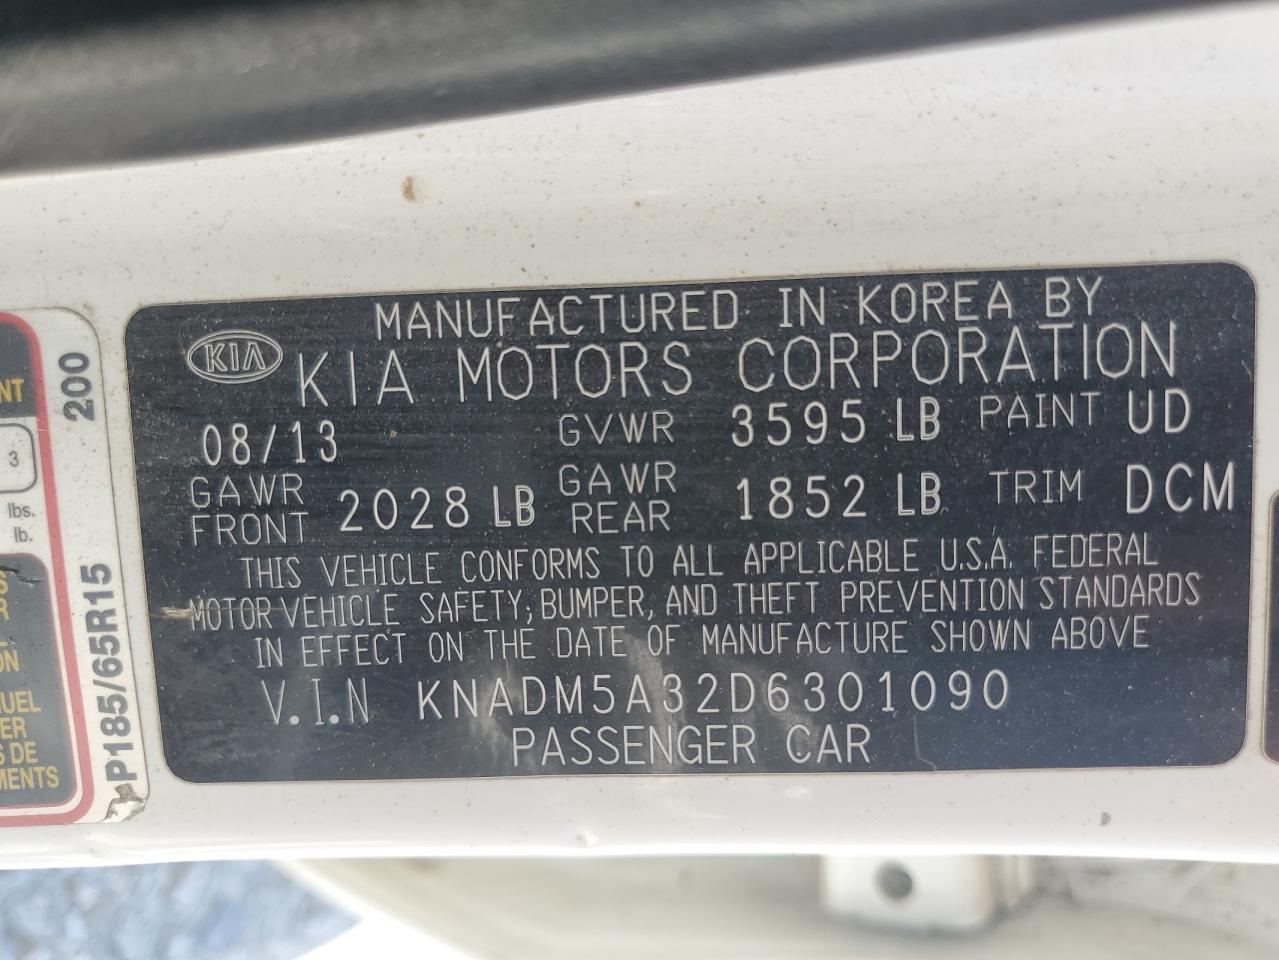 MANUFACTURED IN KOREA BY
KIA
KIA MOTORS CORPORATION
08/13 GVWR 3595 LB PAINT UD
GAWR FRONT 2028 LB GAWR REAR 1852 LB TRIM DCM
THIS VEHICLE CONFORMS TO ALL APPLICABLE U.S.A. FEDERAL
MOTOR VEHICLE SAFETY, BUMPER, AND THEFT PREVENTION STANDARDS
IN EFFECT ON THE DATE OF MANUFACTURE SHOWN ABOVE
V.I.N KNADM5A32D6301090
PASSENGER CAR
200
P185/65R15
3
lbs.
lb.